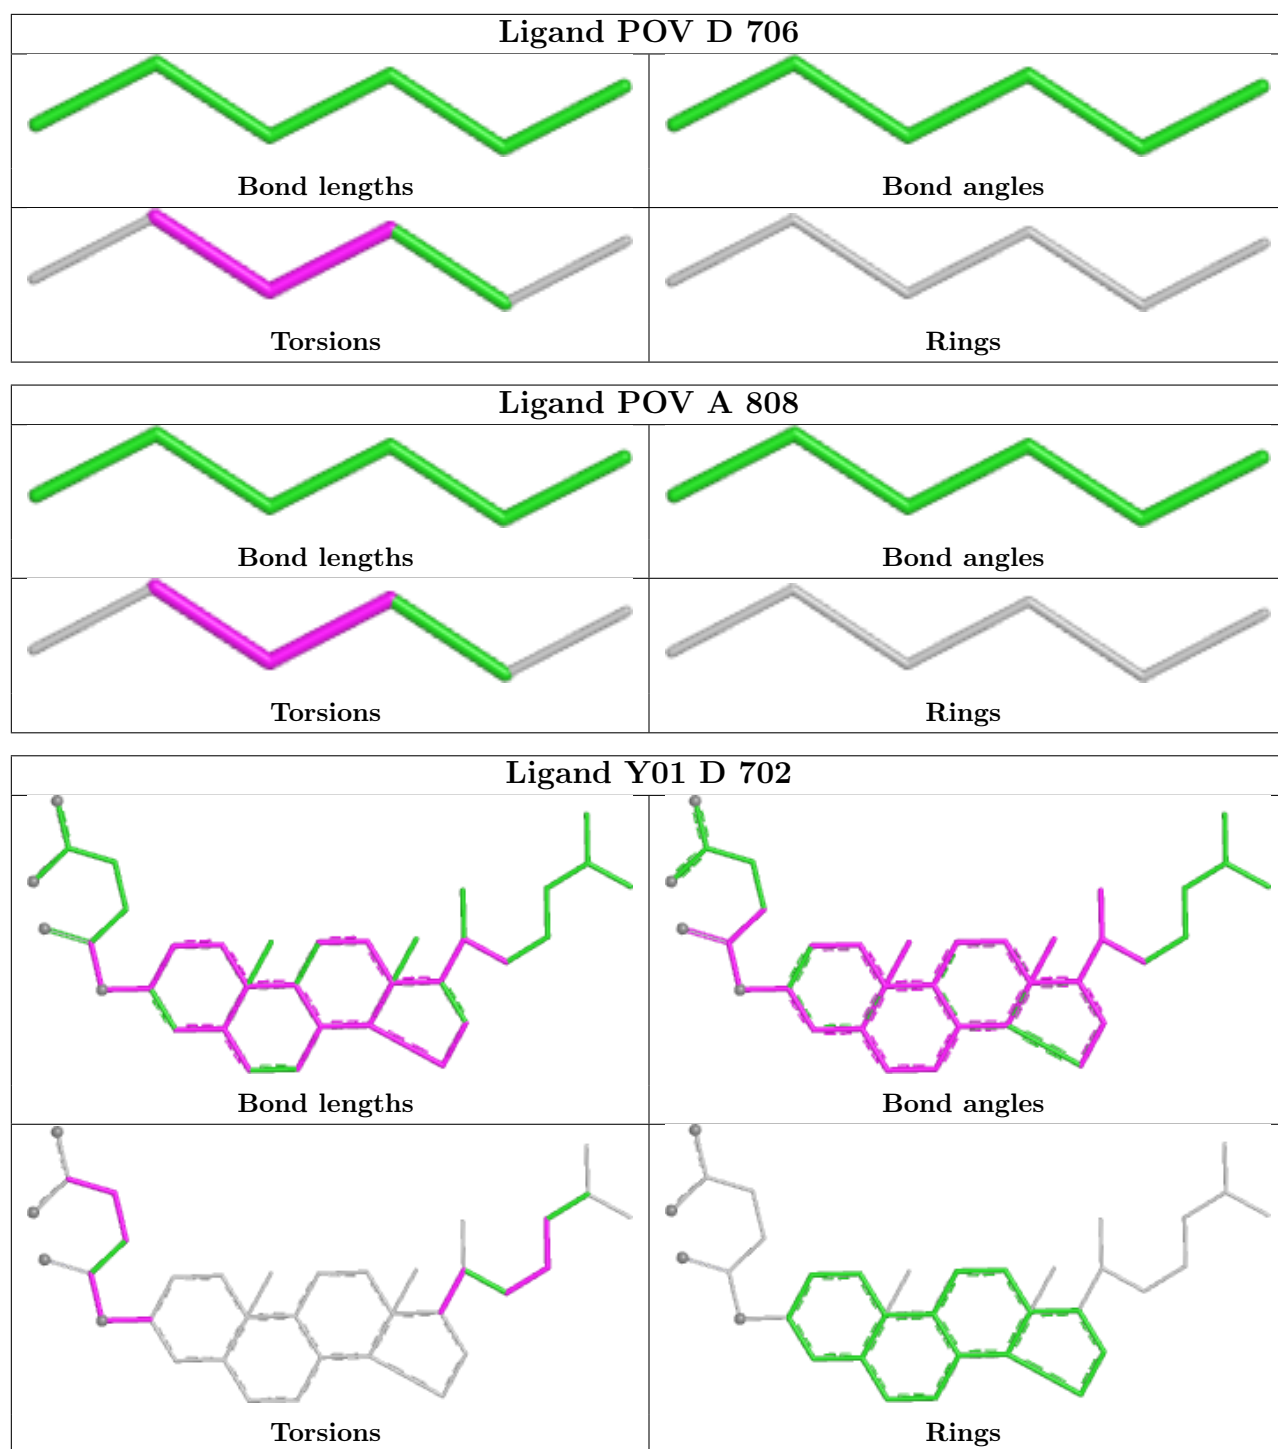 Ligand POV D 706
Bond lengths
Bond angles
Torsions
Rings
Ligand POV A 808
Bond lengths
Bond angles
Torsions
Rings
Ligand Y01 D 702
Bond lengths
Bond angles
Torsions
Rings